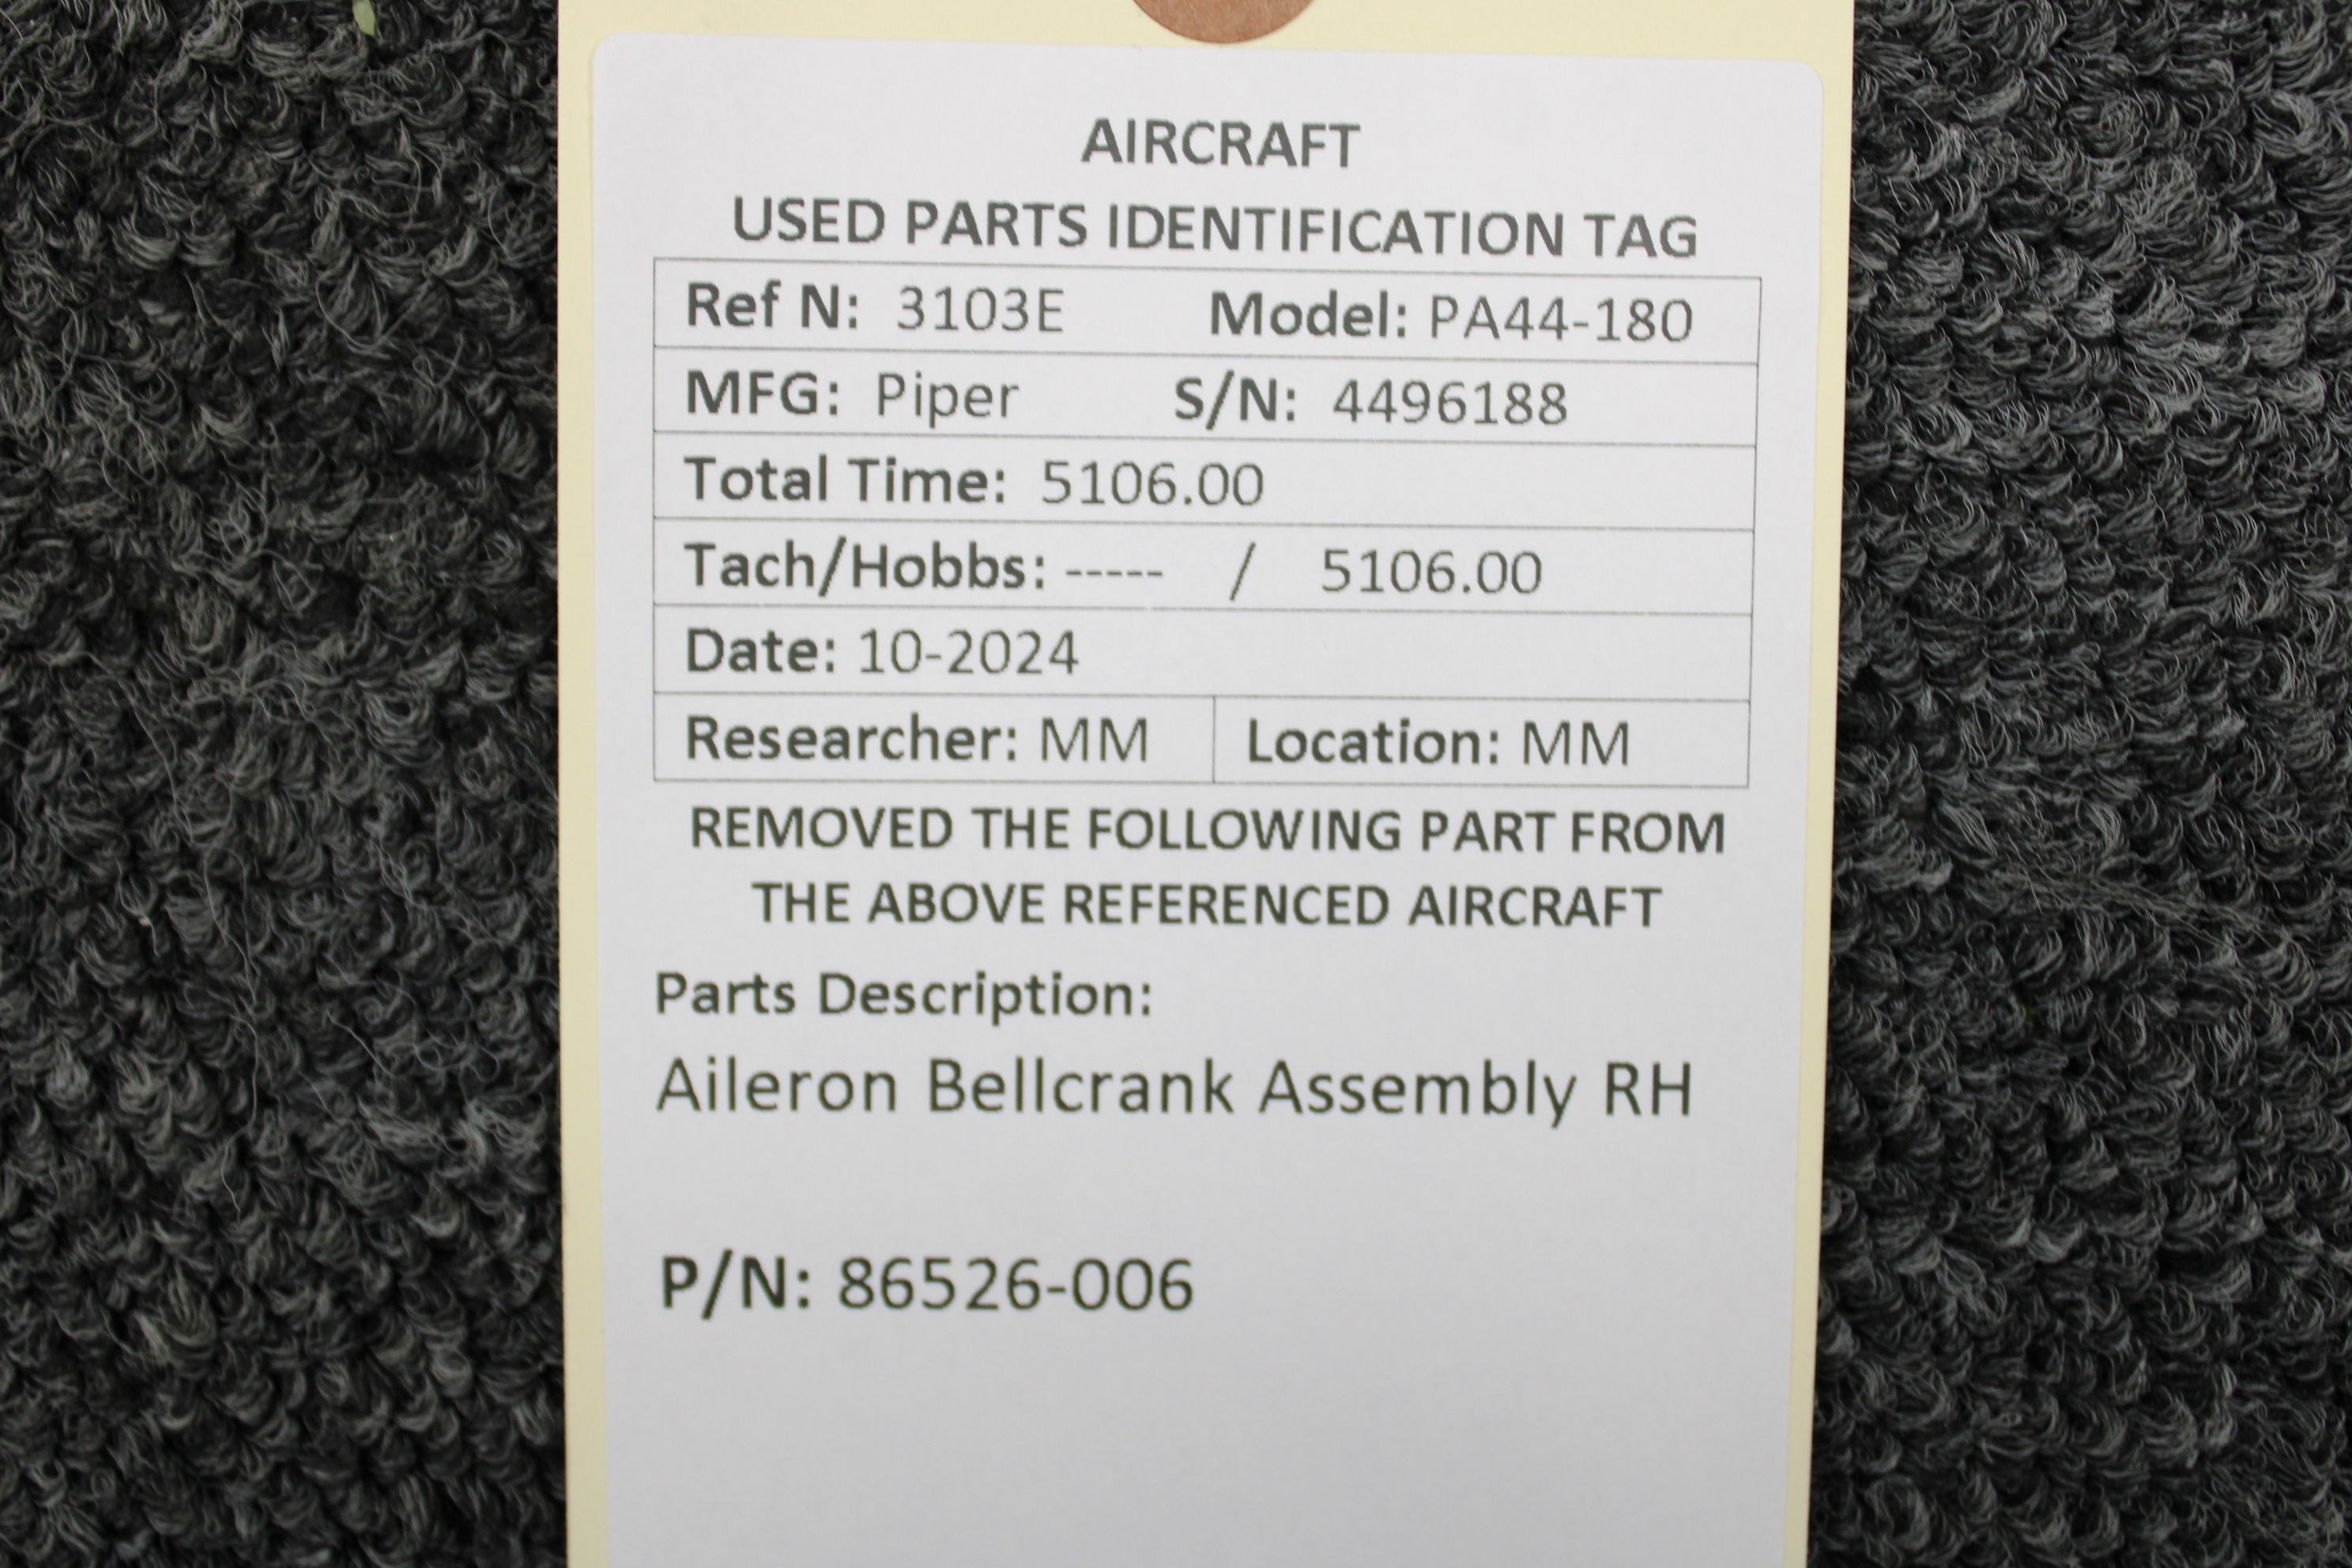 AIRCRAFT
USED PARTS IDENTIFICATION TAG
Ref N: 3103E Model: PA44-180
MFG: Piper S/N: 4496188
Total Time: 5106.00
Tach/Hobbs: ----- / 5106.00
Date: 10-2024
Researcher: MM Location: MM
REMOVED THE FOLLOWING PART FROM
THE ABOVE REFERENCED AIRCRAFT
Parts Description:
Aileron Bellcrank Assembly RH
P/N: 86526-006